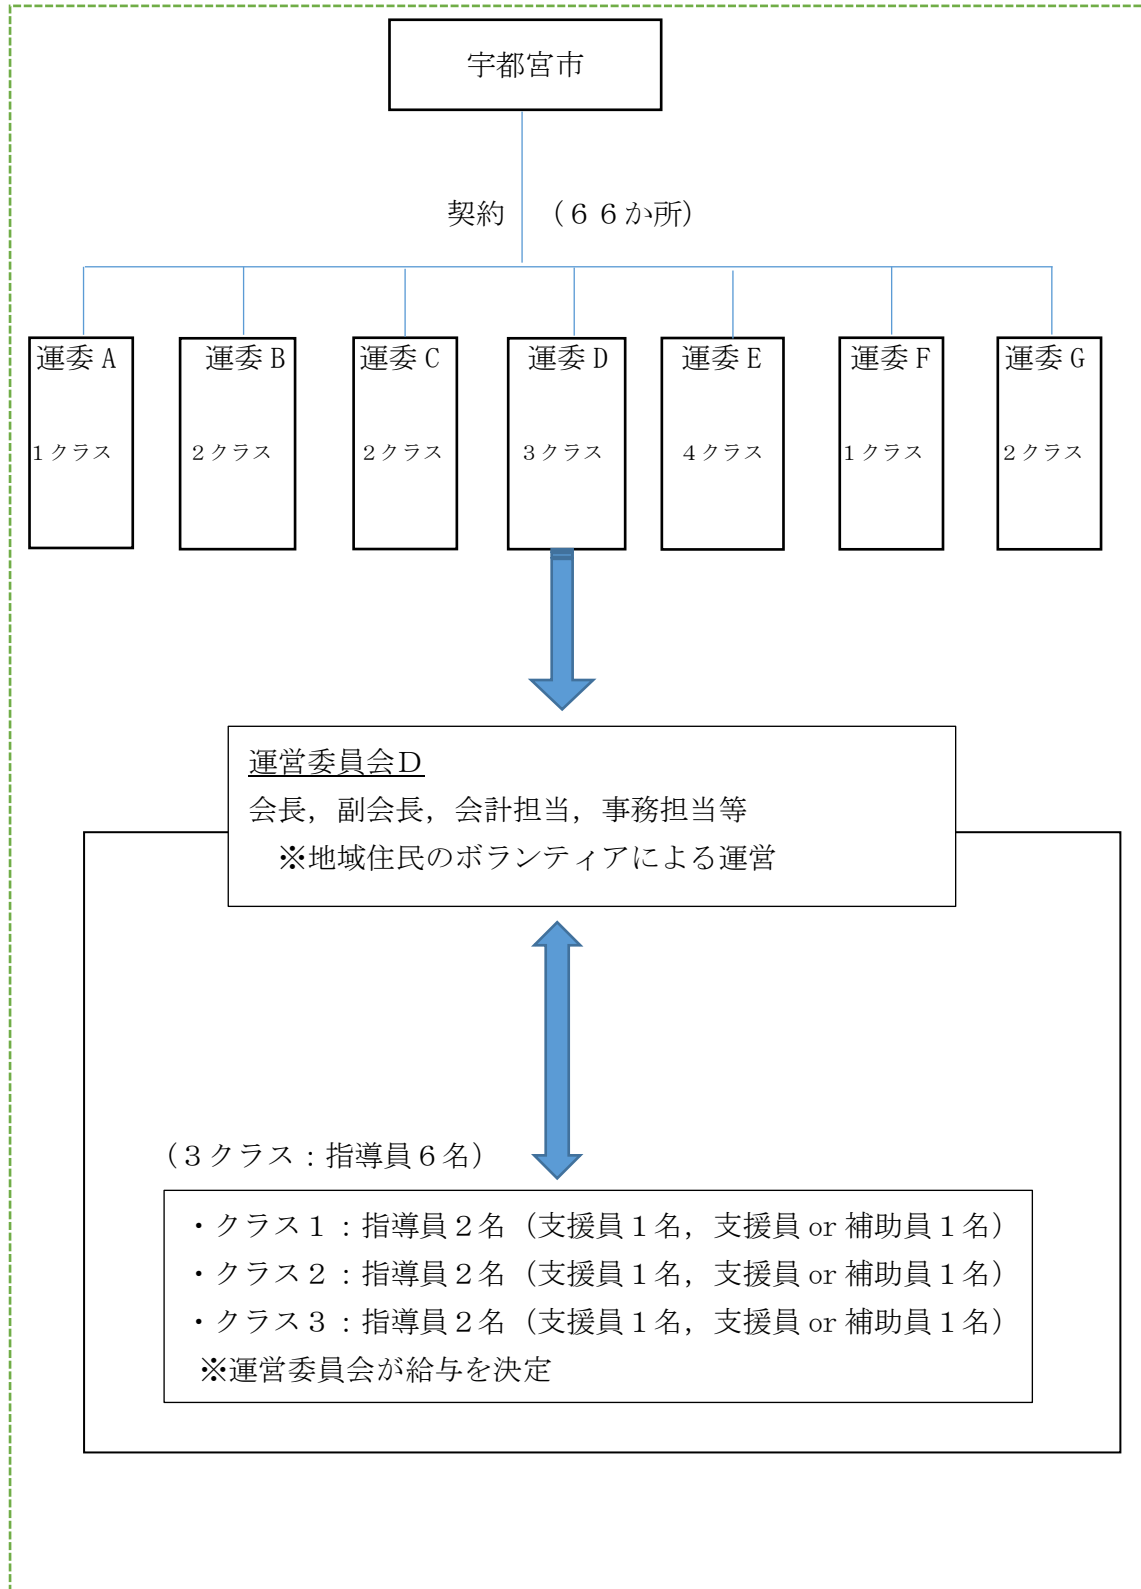 宇都宮市
契約 （６６か所）
運委 A 運委 B 運委 C 運委 D 運委 E 運委 F 運委 G
１クラス ２クラス ２クラス ３クラス ４クラス １クラス ２クラス
運営委員会Ｄ
会長，副会長，会計担当，事務担当等
※地域住民のボランティアによる運営
（３クラス：指導員６名）
・クラス１：指導員２名（支援員１名，支援員 or 補助員１名）
・クラス２：指導員２名（支援員１名，支援員 or 補助員１名）
・クラス３：指導員２名（支援員１名，支援員 or 補助員１名）
※運営委員会が給与を決定